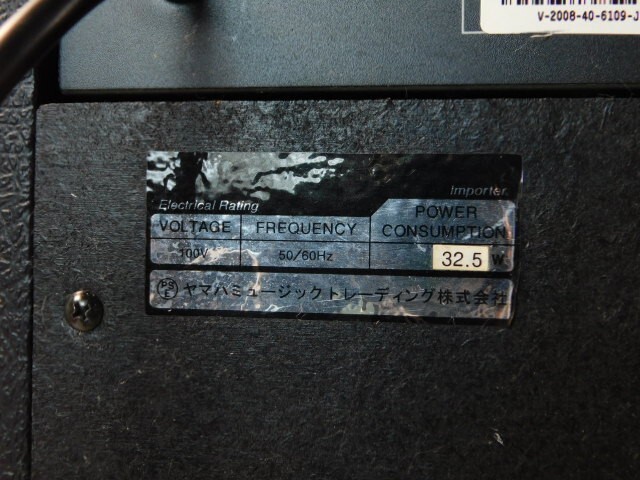 V-2008-40-6109-J
Electrical Rating
Importer.
VOLTAGE FREQUENCY POWER CONSUMPTION
100V 50/60Hz 32.5 W
PS E ヤマハミュージックトレーディング株式会社